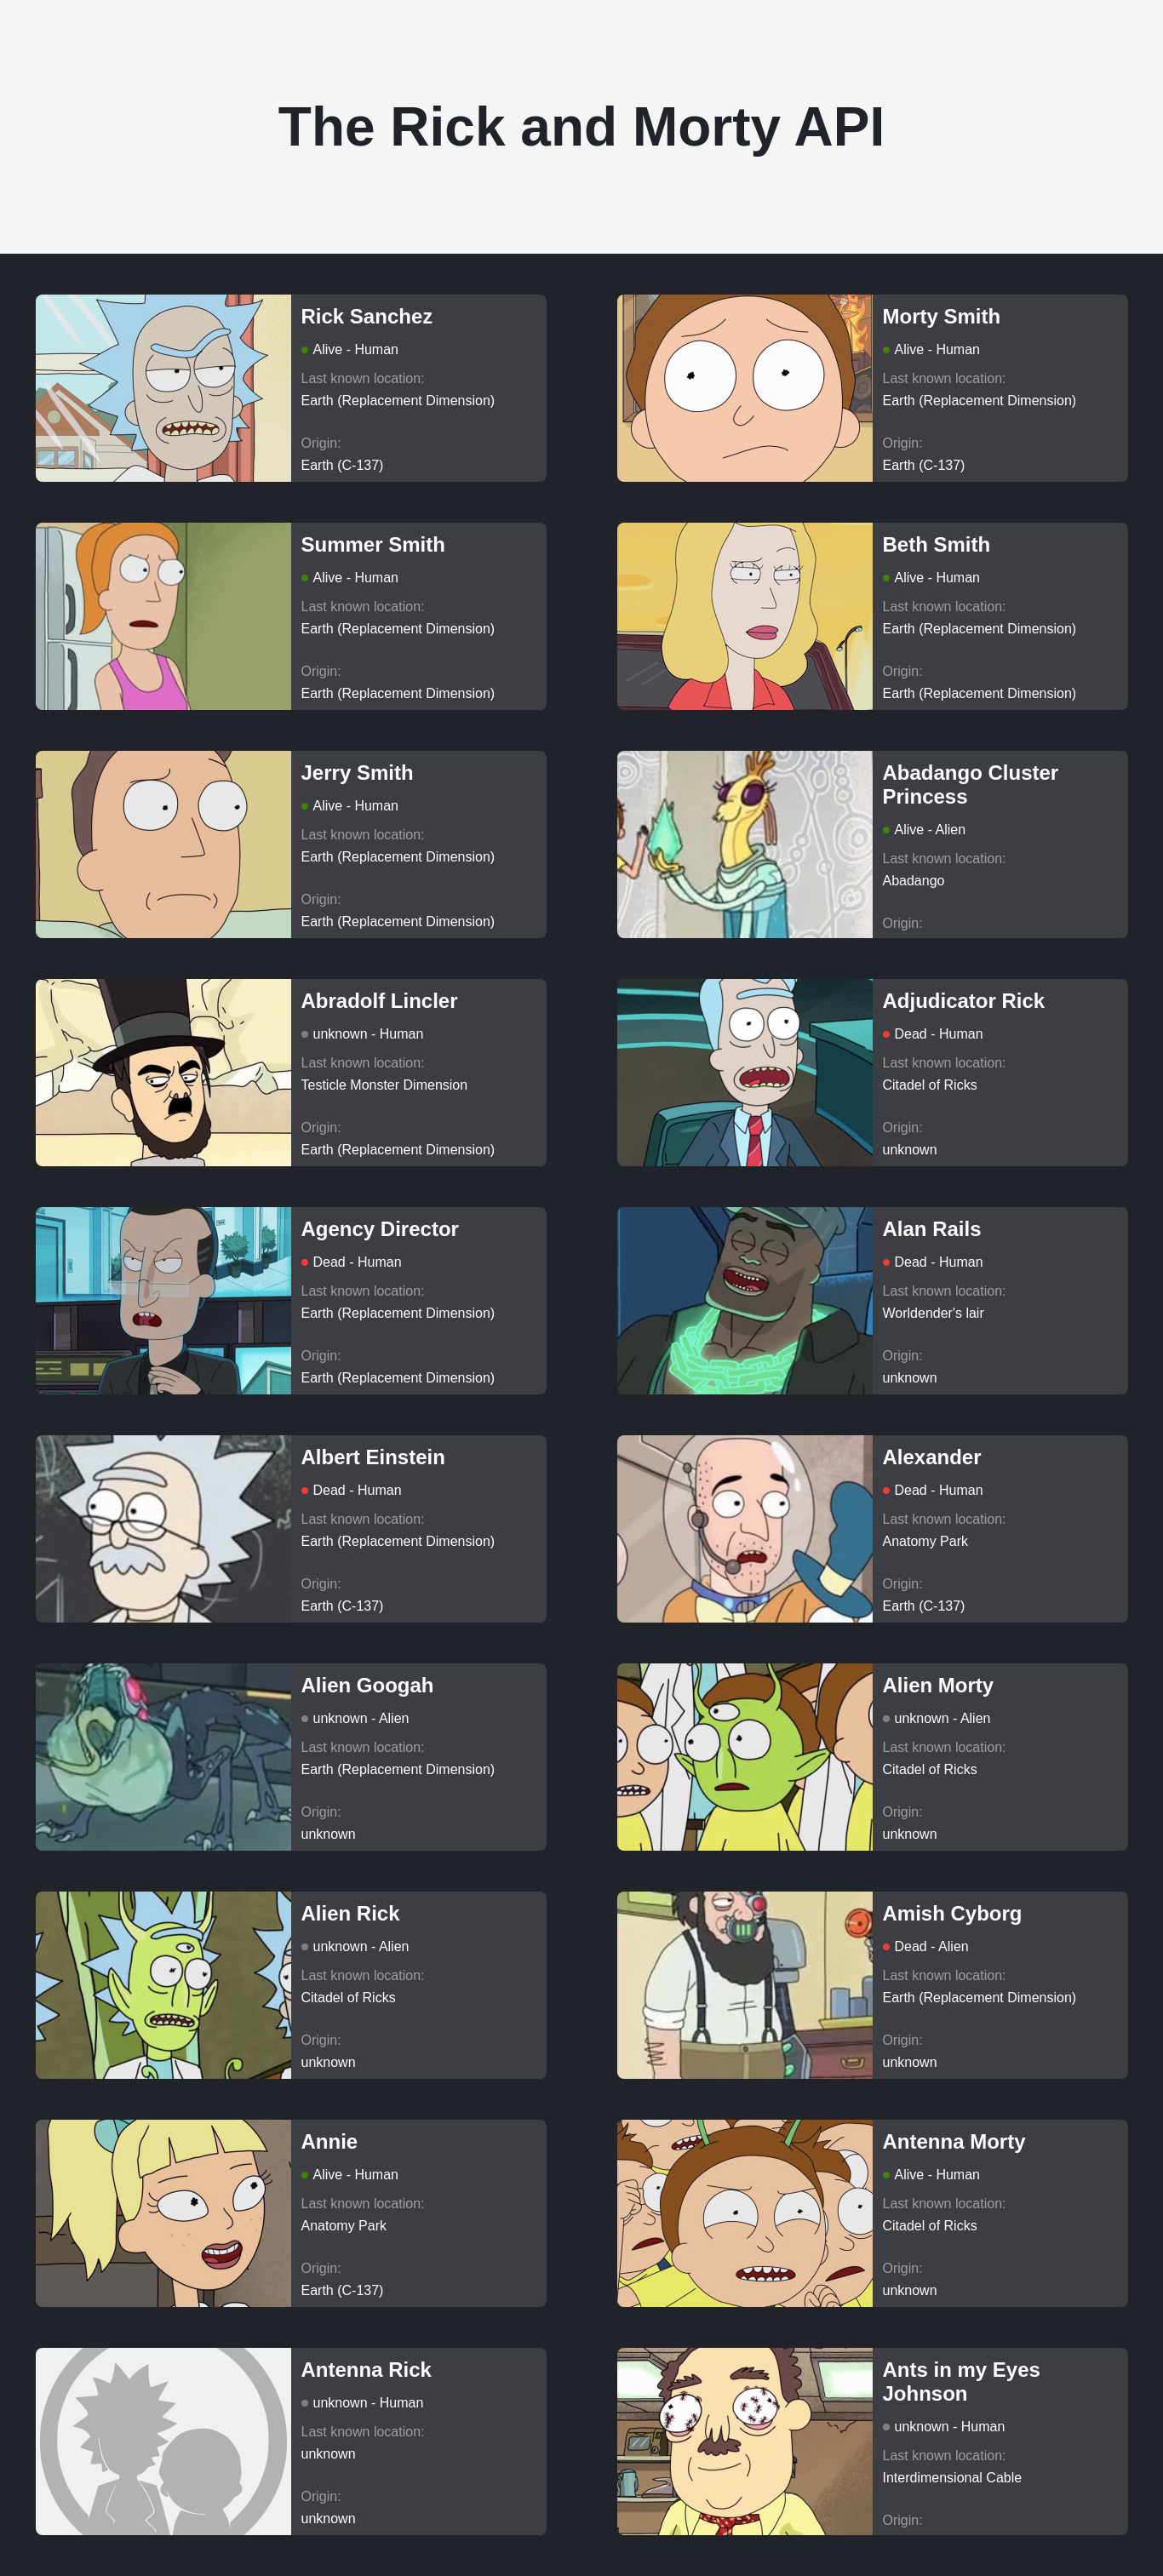 The Rick and Morty API
Rick Sanchez
Alive - Human
Last known location:
Earth (Replacement Dimension)
Origin:
Earth (C-137)
Morty Smith
Alive - Human
Last known location:
Earth (Replacement Dimension)
Origin:
Earth (C-137)
Summer Smith
Alive - Human
Last known location:
Earth (Replacement Dimension)
Origin:
Earth (Replacement Dimension)
Beth Smith
Alive - Human
Last known location:
Earth (Replacement Dimension)
Origin:
Earth (Replacement Dimension)
Jerry Smith
Alive - Human
Last known location:
Earth (Replacement Dimension)
Origin:
Earth (Replacement Dimension)
Abadango Cluster
Princess
Alive - Alien
Last known location:
Abadango
Origin:
Abradolf Lincler
unknown - Human
Last known location:
Testicle Monster Dimension
Origin:
Earth (Replacement Dimension)
Adjudicator Rick
Dead - Human
Last known location:
Citadel of Ricks
Origin:
unknown
Agency Director
Dead - Human
Last known location:
Earth (Replacement Dimension)
Origin:
Earth (Replacement Dimension)
Alan Rails
Dead - Human
Last known location:
Worldender's lair
Origin:
unknown
Albert Einstein
Dead - Human
Last known location:
Earth (Replacement Dimension)
Origin:
Earth (C-137)
Alexander
Dead - Human
Last known location:
Anatomy Park
Origin:
Earth (C-137)
Alien Googah
unknown - Alien
Last known location:
Earth (Replacement Dimension)
Origin:
unknown
Alien Morty
unknown - Alien
Last known location:
Citadel of Ricks
Origin:
unknown
Alien Rick
unknown - Alien
Last known location:
Citadel of Ricks
Origin:
unknown
Amish Cyborg
Dead - Alien
Last known location:
Earth (Replacement Dimension)
Origin:
unknown
Annie
Alive - Human
Last known location:
Anatomy Park
Origin:
Earth (C-137)
Antenna Morty
Alive - Human
Last known location:
Citadel of Ricks
Origin:
unknown
Antenna Rick
unknown - Human
Last known location:
unknown
Origin:
unknown
Ants in my Eyes
Johnson
unknown - Human
Last known location:
Interdimensional Cable
Origin: